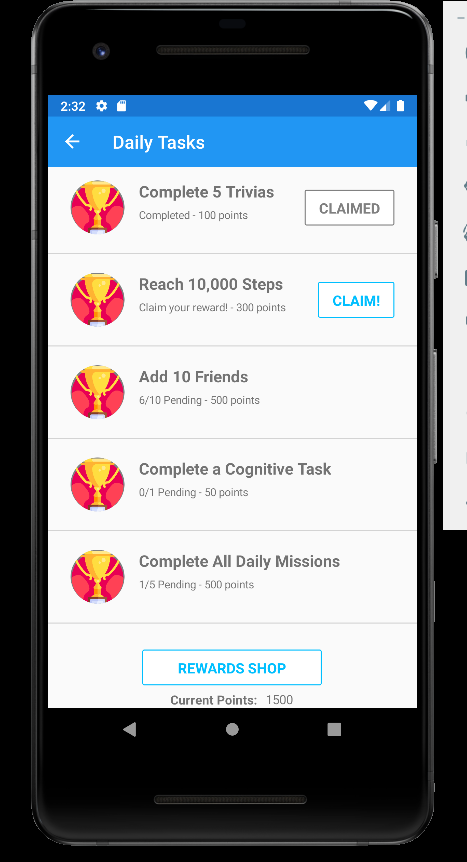 2:32
Daily Tasks
Complete 5 Trivias
Completed - 100 points
CLAIMED
Reach 10,000 Steps
Claim your reward! - 300 points
CLAIM!
Add 10 Friends
6/10 Pending - 500 points
Complete a Cognitive Task
0/1 Pending - 50 points
Complete All Daily Missions
1/5 Pending - 500 points
REWARDS SHOP
Current Points: 1500